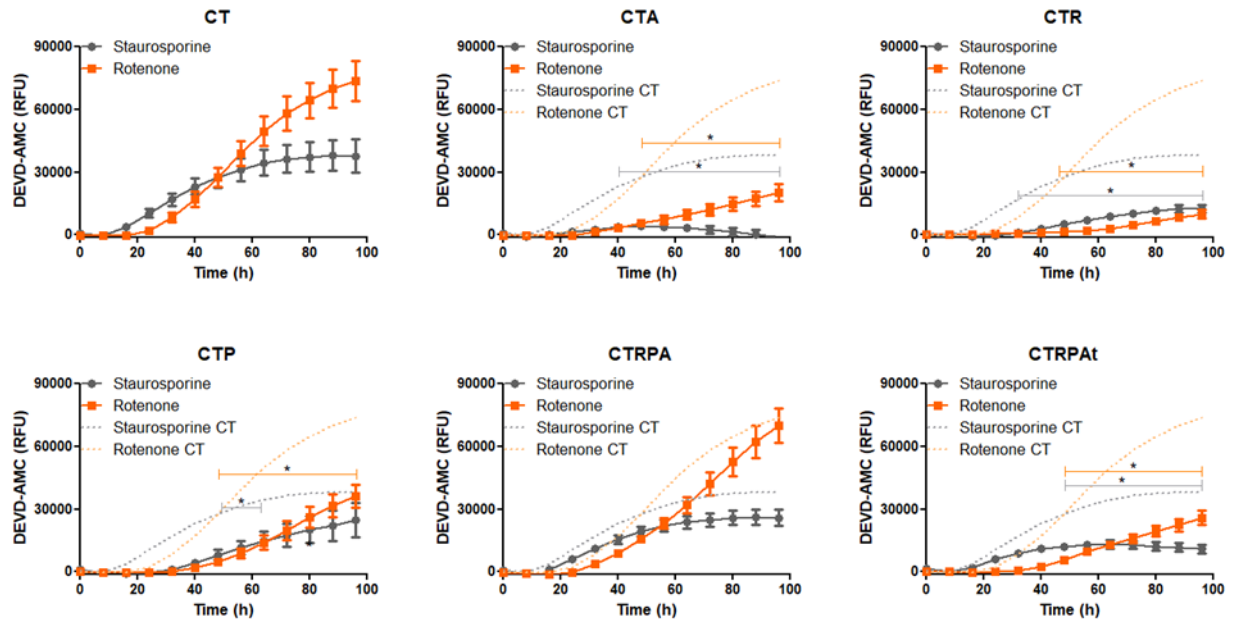 CT
90000
60000
30000
0
DEVD-AMC (RFU)
Staurosporine
Rotenone
0 20 40 60 80 100
Time (h)
CTA
90000
60000
30000
0
DEVD-AMC (RFU)
Staurosporine
Rotenone
Staurosporine CT
Rotenone CT
*
*
0 20 40 60 80 100
Time (h)
CTR
90000
60000
30000
0
DEVD-AMC (RFU)
Staurosporine
Rotenone
Staurosporine CT
Rotenone CT
*
*
0 20 40 60 80 100
Time (h)
CTP
90000
60000
30000
0
DEVD-AMC (RFU)
Staurosporine
Rotenone
Staurosporine CT
Rotenone CT
*
*
*
0 20 40 60 80 100
Time (h)
CTRPA
90000
60000
30000
0
DEVD-AMC (RFU)
Staurosporine
Rotenone
Staurosporine CT
Rotenone CT
0 20 40 60 80 100
Time (h)
CTRPAt
90000
60000
30000
0
DEVD-AMC (RFU)
Staurosporine
Rotenone
Staurosporine CT
Rotenone CT
*
*
0 20 40 60 80 100
Time (h)